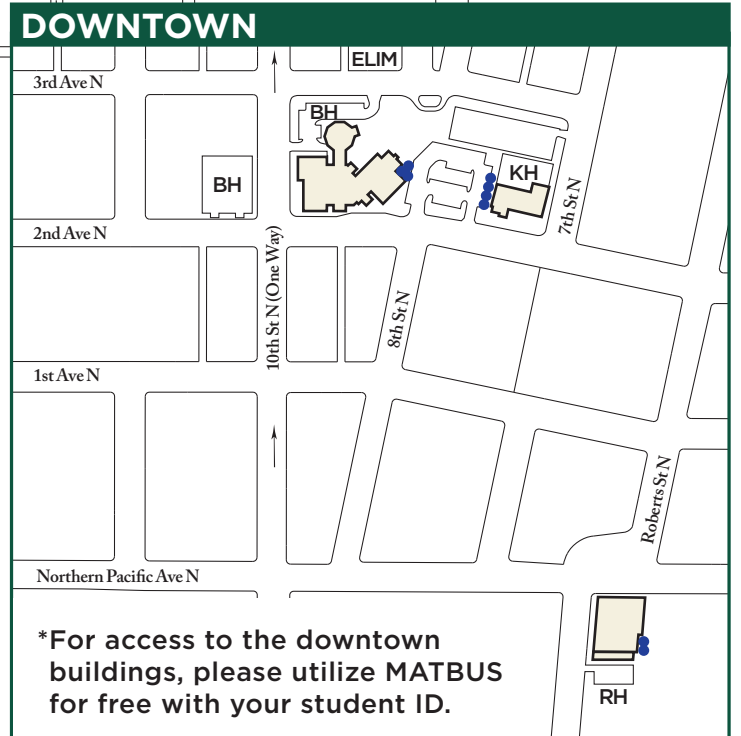 DOWNTOWN
ELIM
3rd Ave N
BH
BH
KH
7th St N
2nd Ave N
10th St N (One Way)
8th St N
1st Ave N
Roberts St N
Northern Pacific Ave N
*For access to the downtown
buildings, please utilize MATBUS
for free with your student ID.
RH